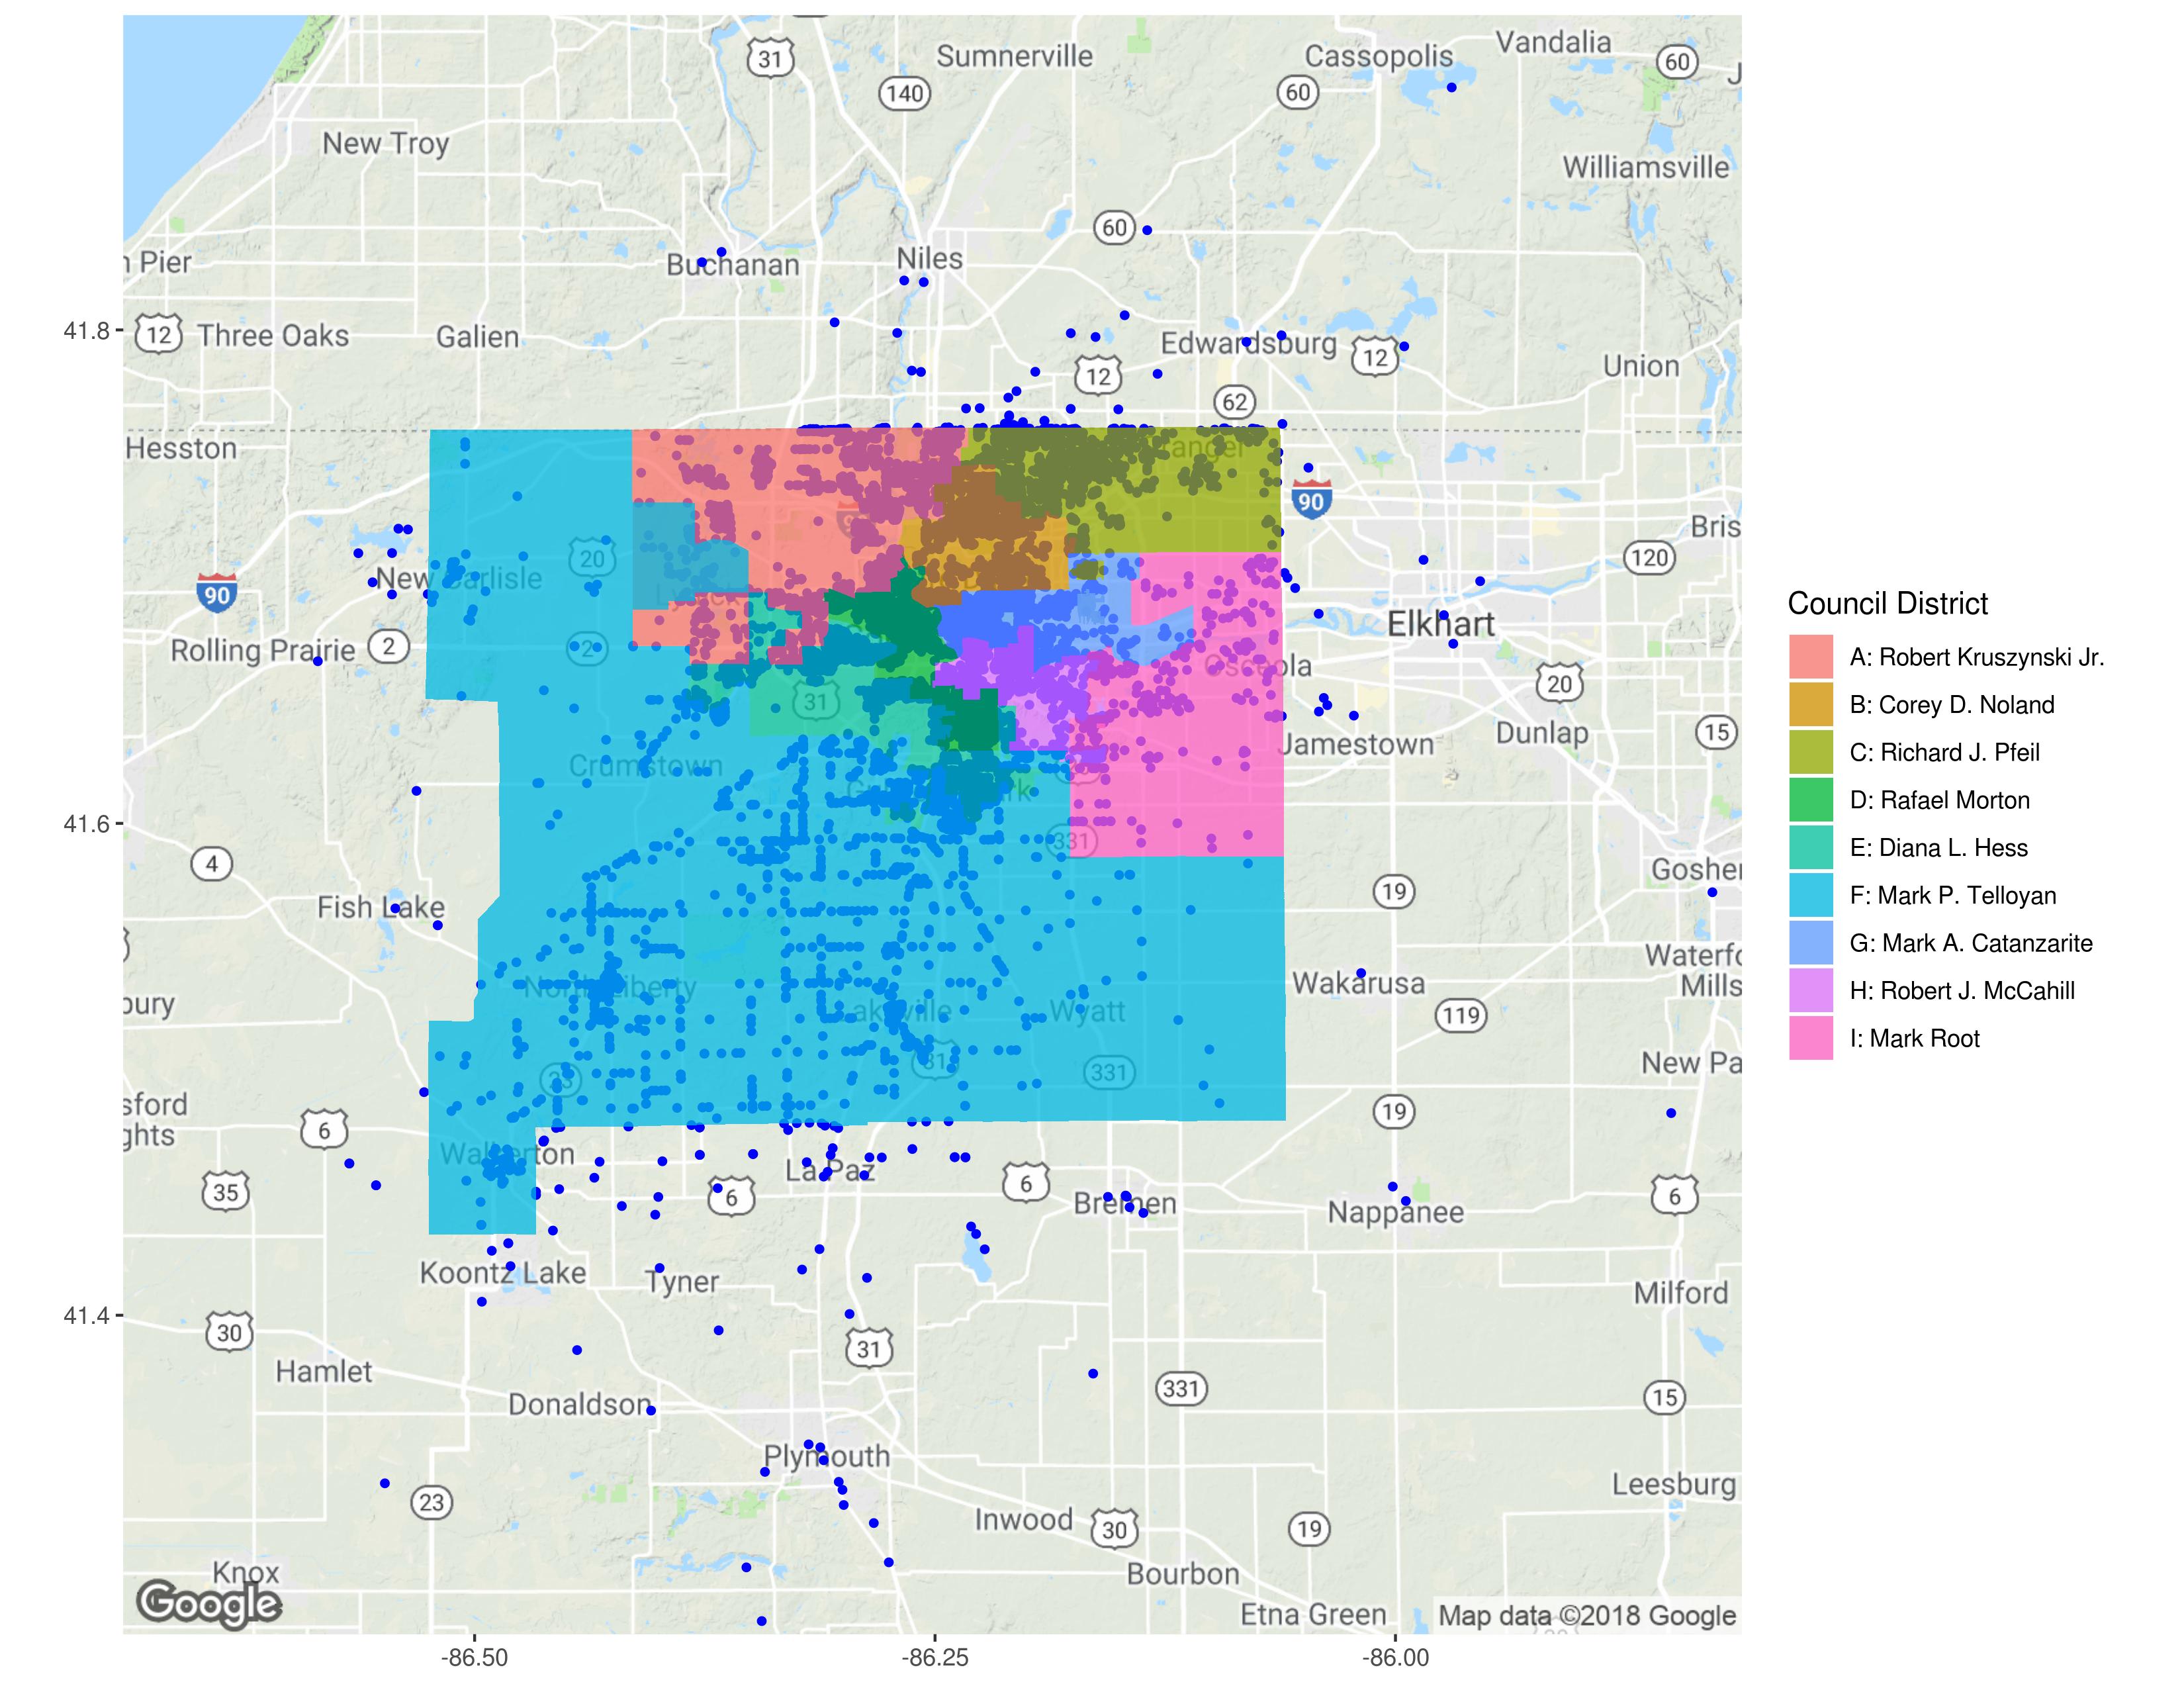 31
Sumnerville
Cassopolis
Vandalia
60
140
60
J
New Troy
Williamsville
60
n Pier
Buchanan
Niles
41.8
12
Three Oaks
Galien
Edwardsburg
12
12
Union
62
Hesston
anger
90
Bris
20
120
New Carlisle
90
Elkhart
Rolling Prairie
2
2
Osceola
20
31
Jamestown
Dunlap
15
Crumstown
rk
41.6
331
4
19
Goshen
Fish Lake
Waterfo
Mills
North Liberty
Wakarusa
bury
akeville
Wyatt
119
31
331
New Pa
23
sford
ghts
6
19
Walkerton
La Paz
35
6
6
Bremen
Nappanee
6
Koontz Lake
Tyner
Milford
41.4
30
31
Hamlet
331
15
Donaldson
Plymouth
Leesburg
23
Inwood
30
19
Knox
Bourbon
Google
Etna Green
Map data ©2018 Google
-86.50
-86.25
-86.00
Council District
A: Robert Kruszynski Jr.
B: Corey D. Noland
C: Richard J. Pfeil
D: Rafael Morton
E: Diana L. Hess
F: Mark P. Telloyan
G: Mark A. Catanzarite
H: Robert J. McCahill
I: Mark Root